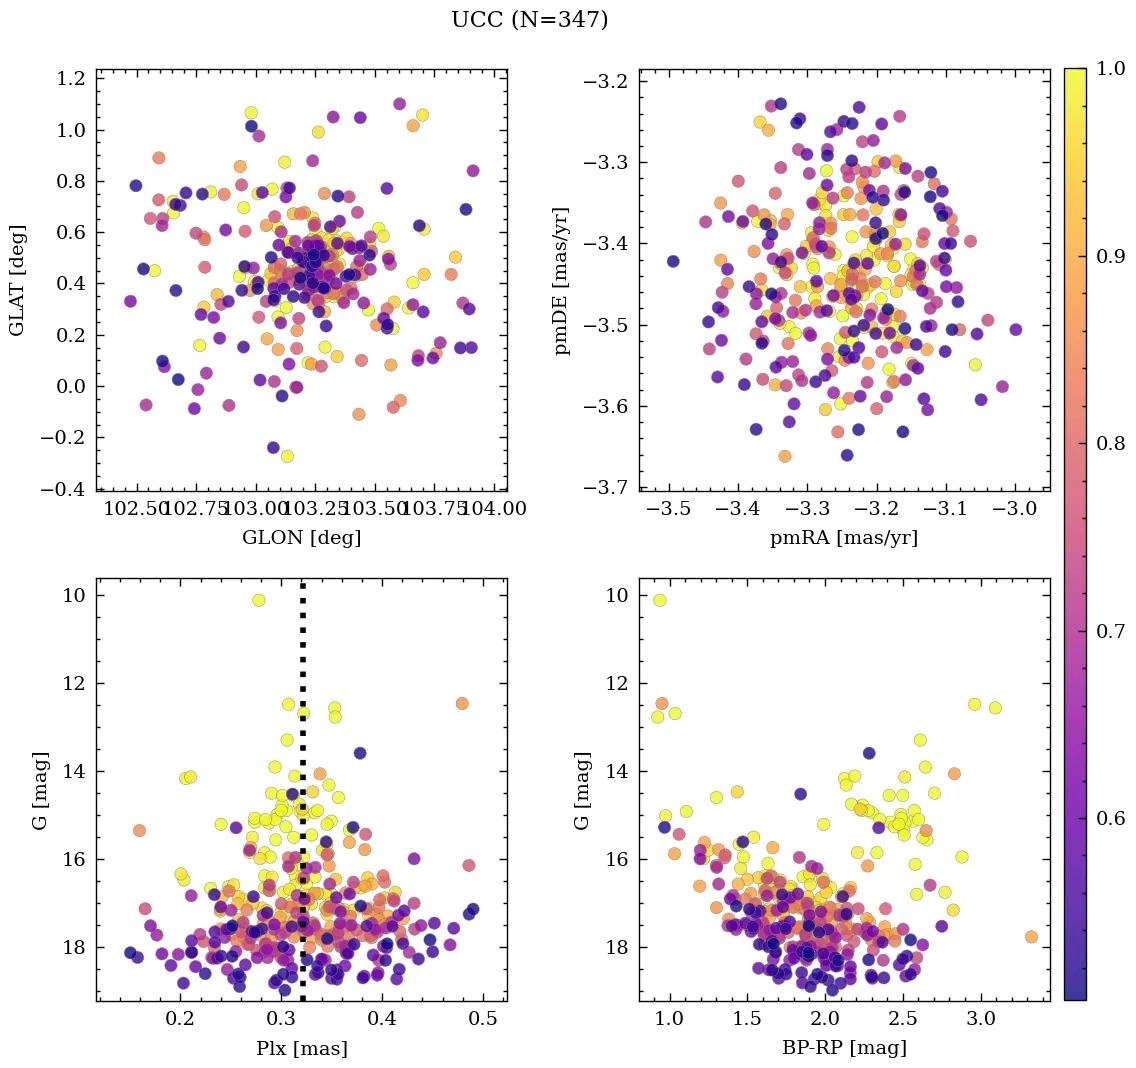 UCC (N=347)
1.2
1.0
0.8
0.6
0.4
0.2
0.0
−0.2
−0.4
GLAT [deg]
102.50 102.75 103.00 103.25 103.50 103.75 104.00
GLON [deg]
−3.2
−3.3
−3.4
−3.5
−3.6
−3.7
pmDE [mas/yr]
−3.5 −3.4 −3.3 −3.2 −3.1 −3.0
pmRA [mas/yr]
10
12
14
16
18
G [mag]
0.2 0.3 0.4 0.5
Plx [mas]
10
12
14
16
18
G [mag]
1.0 1.5 2.0 2.5 3.0
BP-RP [mag]
1.0
0.9
0.8
0.7
0.6